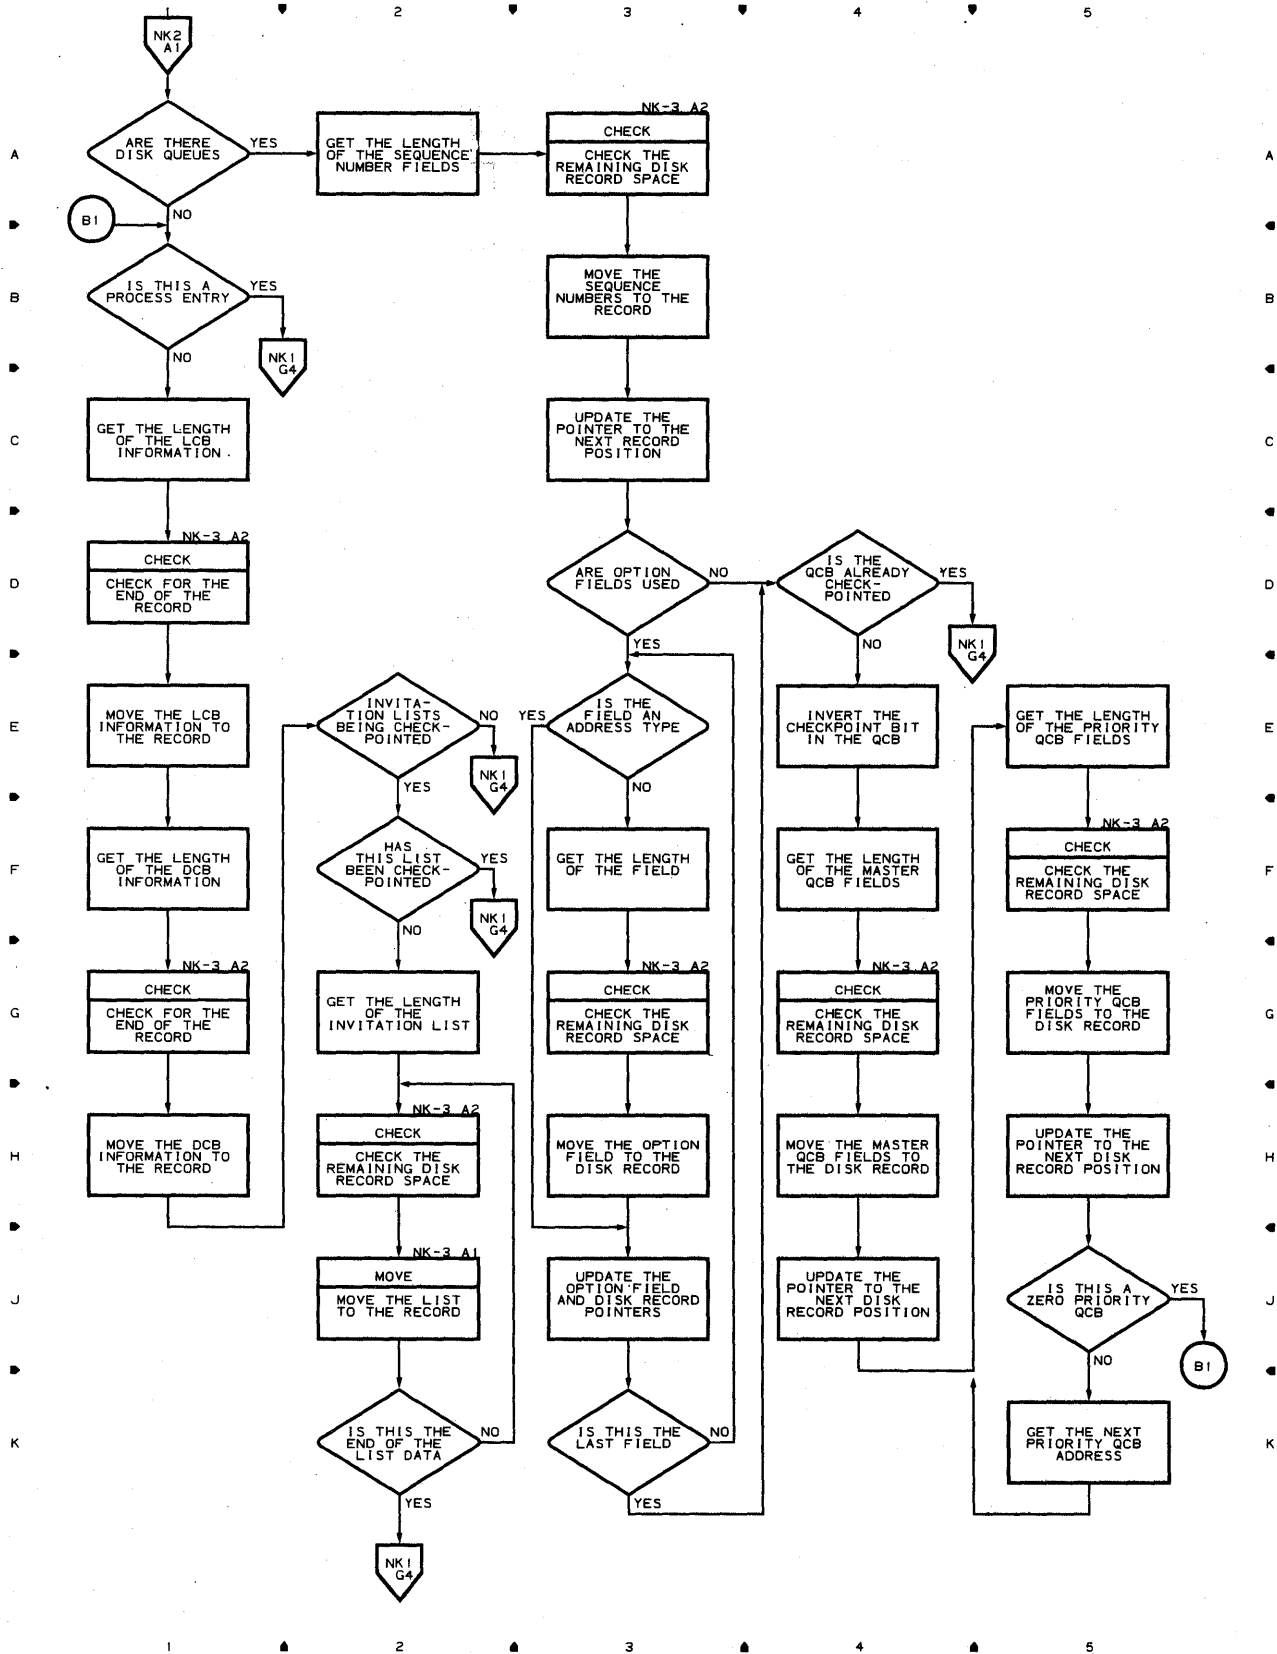 1 2 3 4 5
NK2
A1
A
ARE THERE
DISK QUEUES
YES
NO
GET THE LENGTH
OF THE SEQUENCE
NUMBER FIELDS
NK-3 A2
CHECK
CHECK THE
REMAINING DISK
RECORD SPACE
A
B1
B
IS THIS A
PROCESS ENTRY
YES
NO
NK1
G4
MOVE THE
SEQUENCE
NUMBERS TO THE
RECORD
B
C
GET THE LENGTH
OF THE LCB
INFORMATION
UPDATE THE
POINTER TO THE
NEXT RECORD
POSITION
C
D
NK-3 A2
CHECK
CHECK FOR THE
END OF THE
RECORD
ARE OPTION
FIELDS USED
NO
YES
IS THE
QCB ALREADY
CHECK-
POINTED
YES
NO
NK1
G4
D
E
MOVE THE LCB
INFORMATION TO
THE RECORD
INVITA-
TION LISTS
BEING CHECK-
POINTED
NO
YES
NK1
G4
YES
IS THE
FIELD AN
ADDRESS TYPE
NO
INVERT THE
CHECKPOINT BIT
IN THE QCB
GET THE LENGTH
OF THE PRIORITY
QCB FIELDS
E
F
GET THE LENGTH
OF THE DCB
INFORMATION
HAS
THIS LIST
BEEN CHECK-
POINTED
YES
NO
NK1
G4
GET THE LENGTH
OF THE FIELD
GET THE LENGTH
OF THE MASTER
QCB FIELDS
NK-3 A2
CHECK
CHECK THE
REMAINING DISK
RECORD SPACE
F
G
NK-3 A2
CHECK
CHECK FOR THE
END OF THE
RECORD
GET THE LENGTH
OF THE
INVITATION LIST
NK-3 A2
CHECK
CHECK THE
REMAINING DISK
RECORD SPACE
NK-3 A2
CHECK
CHECK THE
REMAINING DISK
RECORD SPACE
MOVE THE
PRIORITY QCB
FIELDS TO THE
DISK RECORD
G
H
MOVE THE DCB
INFORMATION TO
THE RECORD
NK-3 A2
CHECK
CHECK THE
REMAINING DISK
RECORD SPACE
MOVE THE OPTION
FIELD TO THE
DISK RECORD
MOVE THE MASTER
QCB FIELDS TO
THE DISK RECORD
UPDATE THE
POINTER TO THE
NEXT DISK
RECORD POSITION
H
J
NK-3 A1
MOVE
MOVE THE LIST
TO THE RECORD
UPDATE THE
OPTION FIELD
AND DISK RECORD
POINTERS
UPDATE THE
POINTER TO THE
NEXT DISK
RECORD POSITION
IS THIS A
ZERO PRIORITY
QCB
YES
NO
B1
J
K
IS THIS THE
END OF THE
LIST DATA
NO
YES
IS THIS THE
LAST FIELD
NO
YES
GET THE NEXT
PRIORITY QCB
ADDRESS
K
NK1
G4
1 2 3 4 5